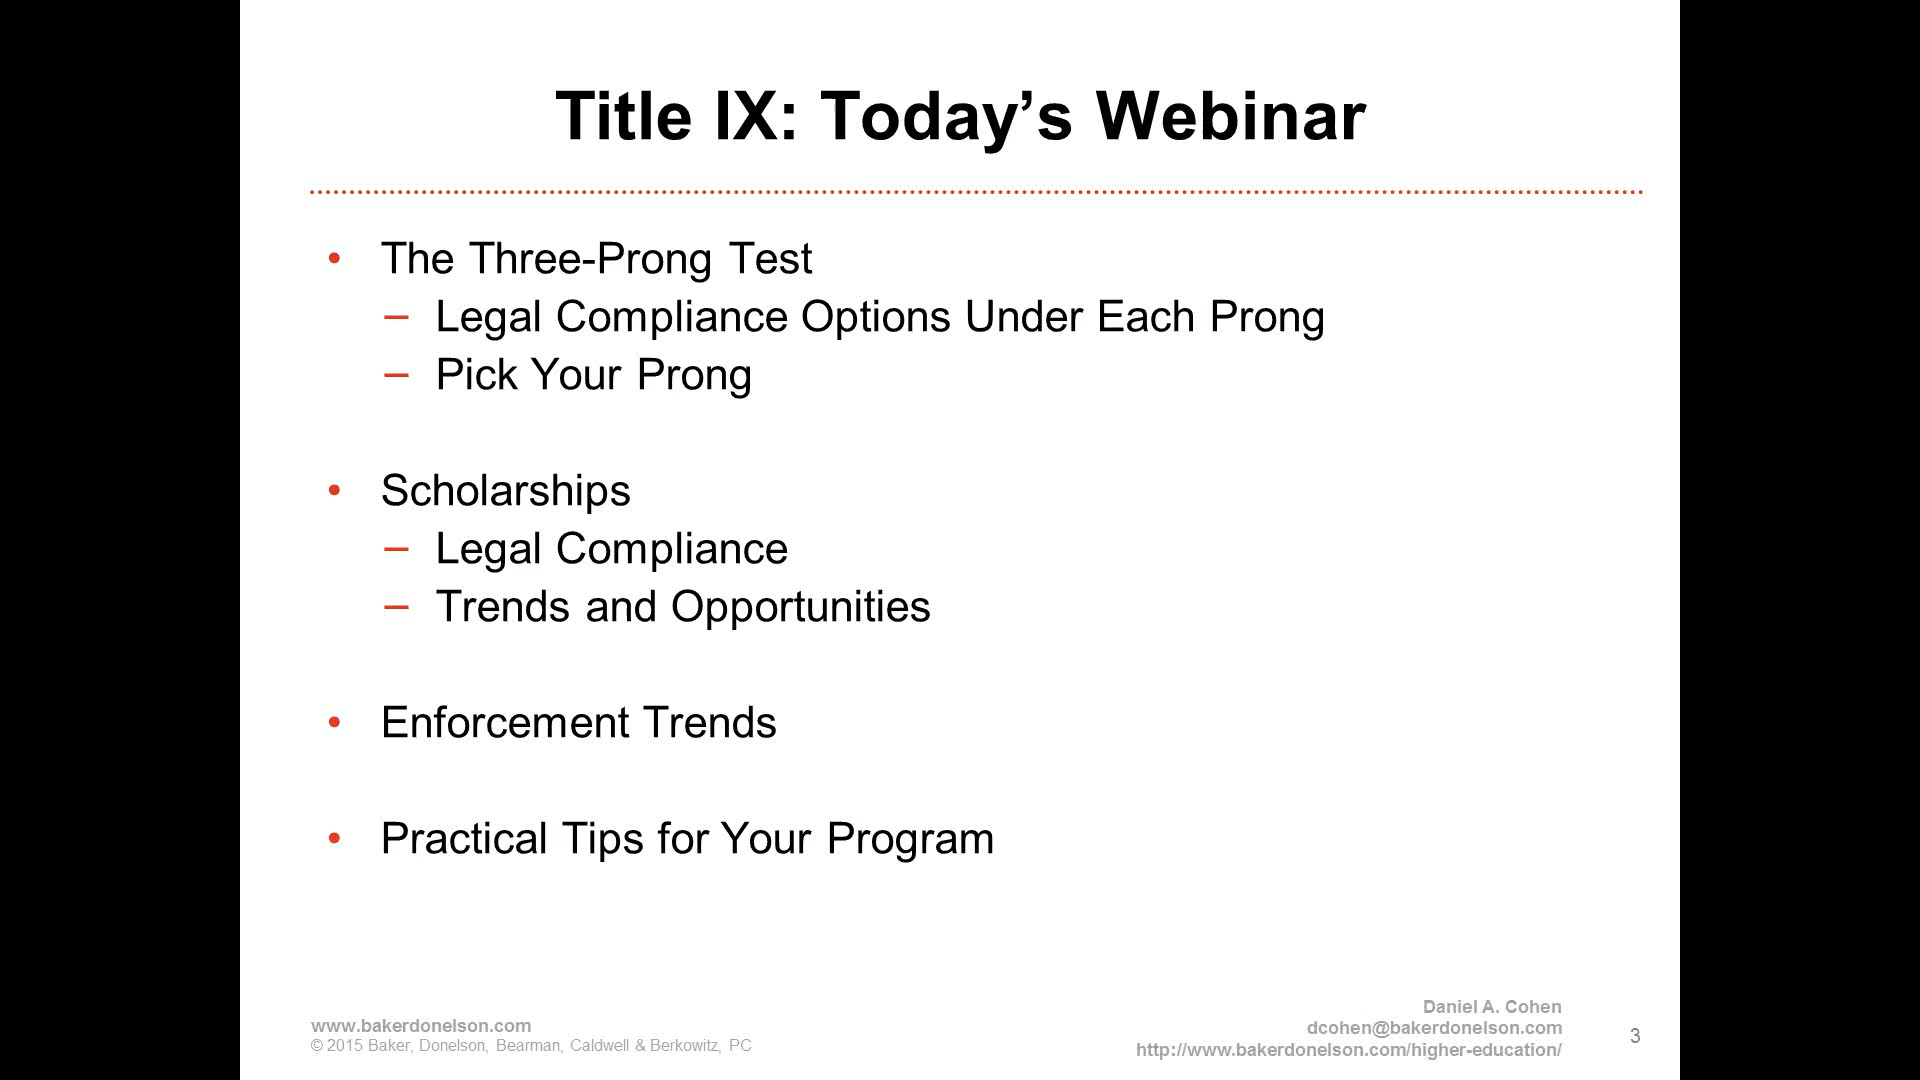 Title IX: Today’s Webinar
• The Three-Prong Test
– Legal Compliance Options Under Each Prong
– Pick Your Prong
• Scholarships
– Legal Compliance
– Trends and Opportunities
• Enforcement Trends
• Practical Tips for Your Program
www.bakerdonelson.com
© 2015 Baker, Donelson, Bearman, Caldwell & Berkowitz, PC
Daniel A. Cohen
dcohen@bakerdonelson.com
http://www.bakerdonelson.com/higher-education/
3